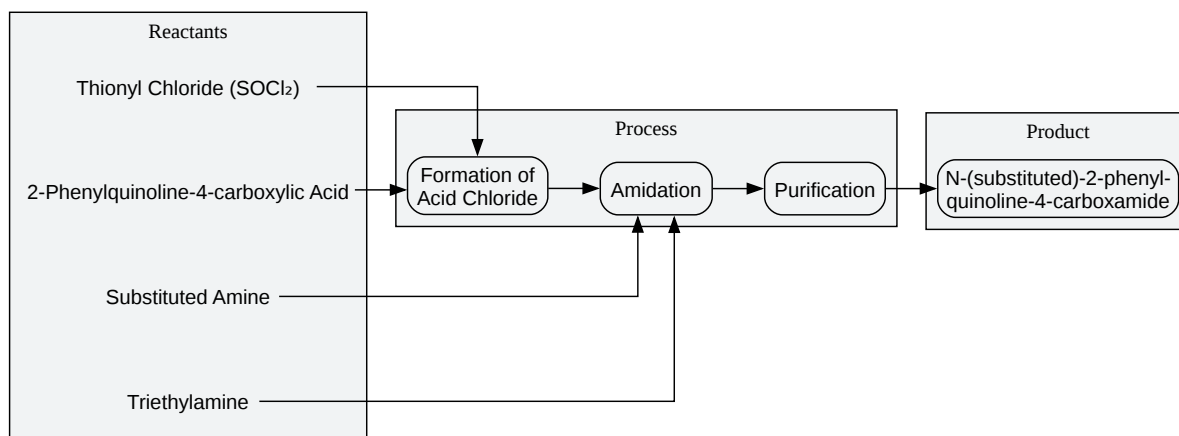 Reactants
Thionyl Chloride (SOCl₂)
2-Phenylquinoline-4-carboxylic Acid
Substituted Amine
Triethylamine
Process
Formation of
Acid Chloride
Amidation
Purification
Product
N-(substituted)-2-phenyl-
quinoline-4-carboxamide